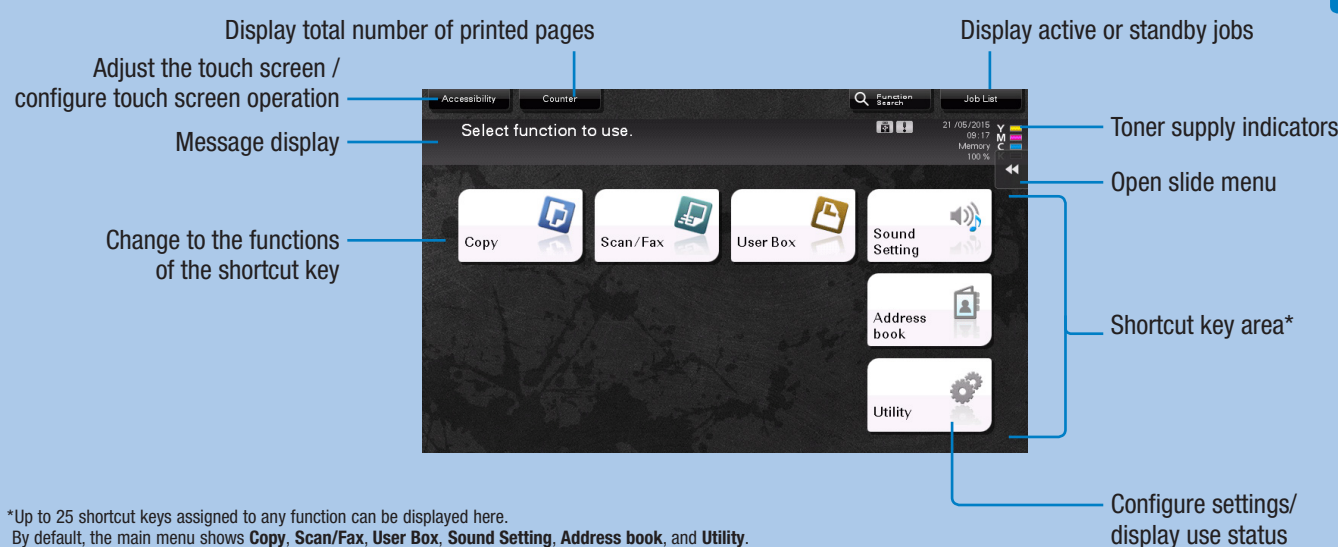 Display total number of printed pages
Display active or standby jobs
Adjust the touch screen /
configure touch screen operation
Accessibility
Counter
Function
Search
Job List
Message display
Select function to use.
21 /05/2015
09:17
Memory
100 %
Y
M
C
Toner supply indicators
Open slide menu
Change to the functions
of the shortcut key
Copy
Scan/Fax
User Box
Sound
Setting
Address
book
Shortcut key area*
Utility
Configure settings/
display use status
*Up to 25 shortcut keys assigned to any function can be displayed here.
By default, the main menu shows Copy, Scan/Fax, User Box, Sound Setting, Address book, and Utility.